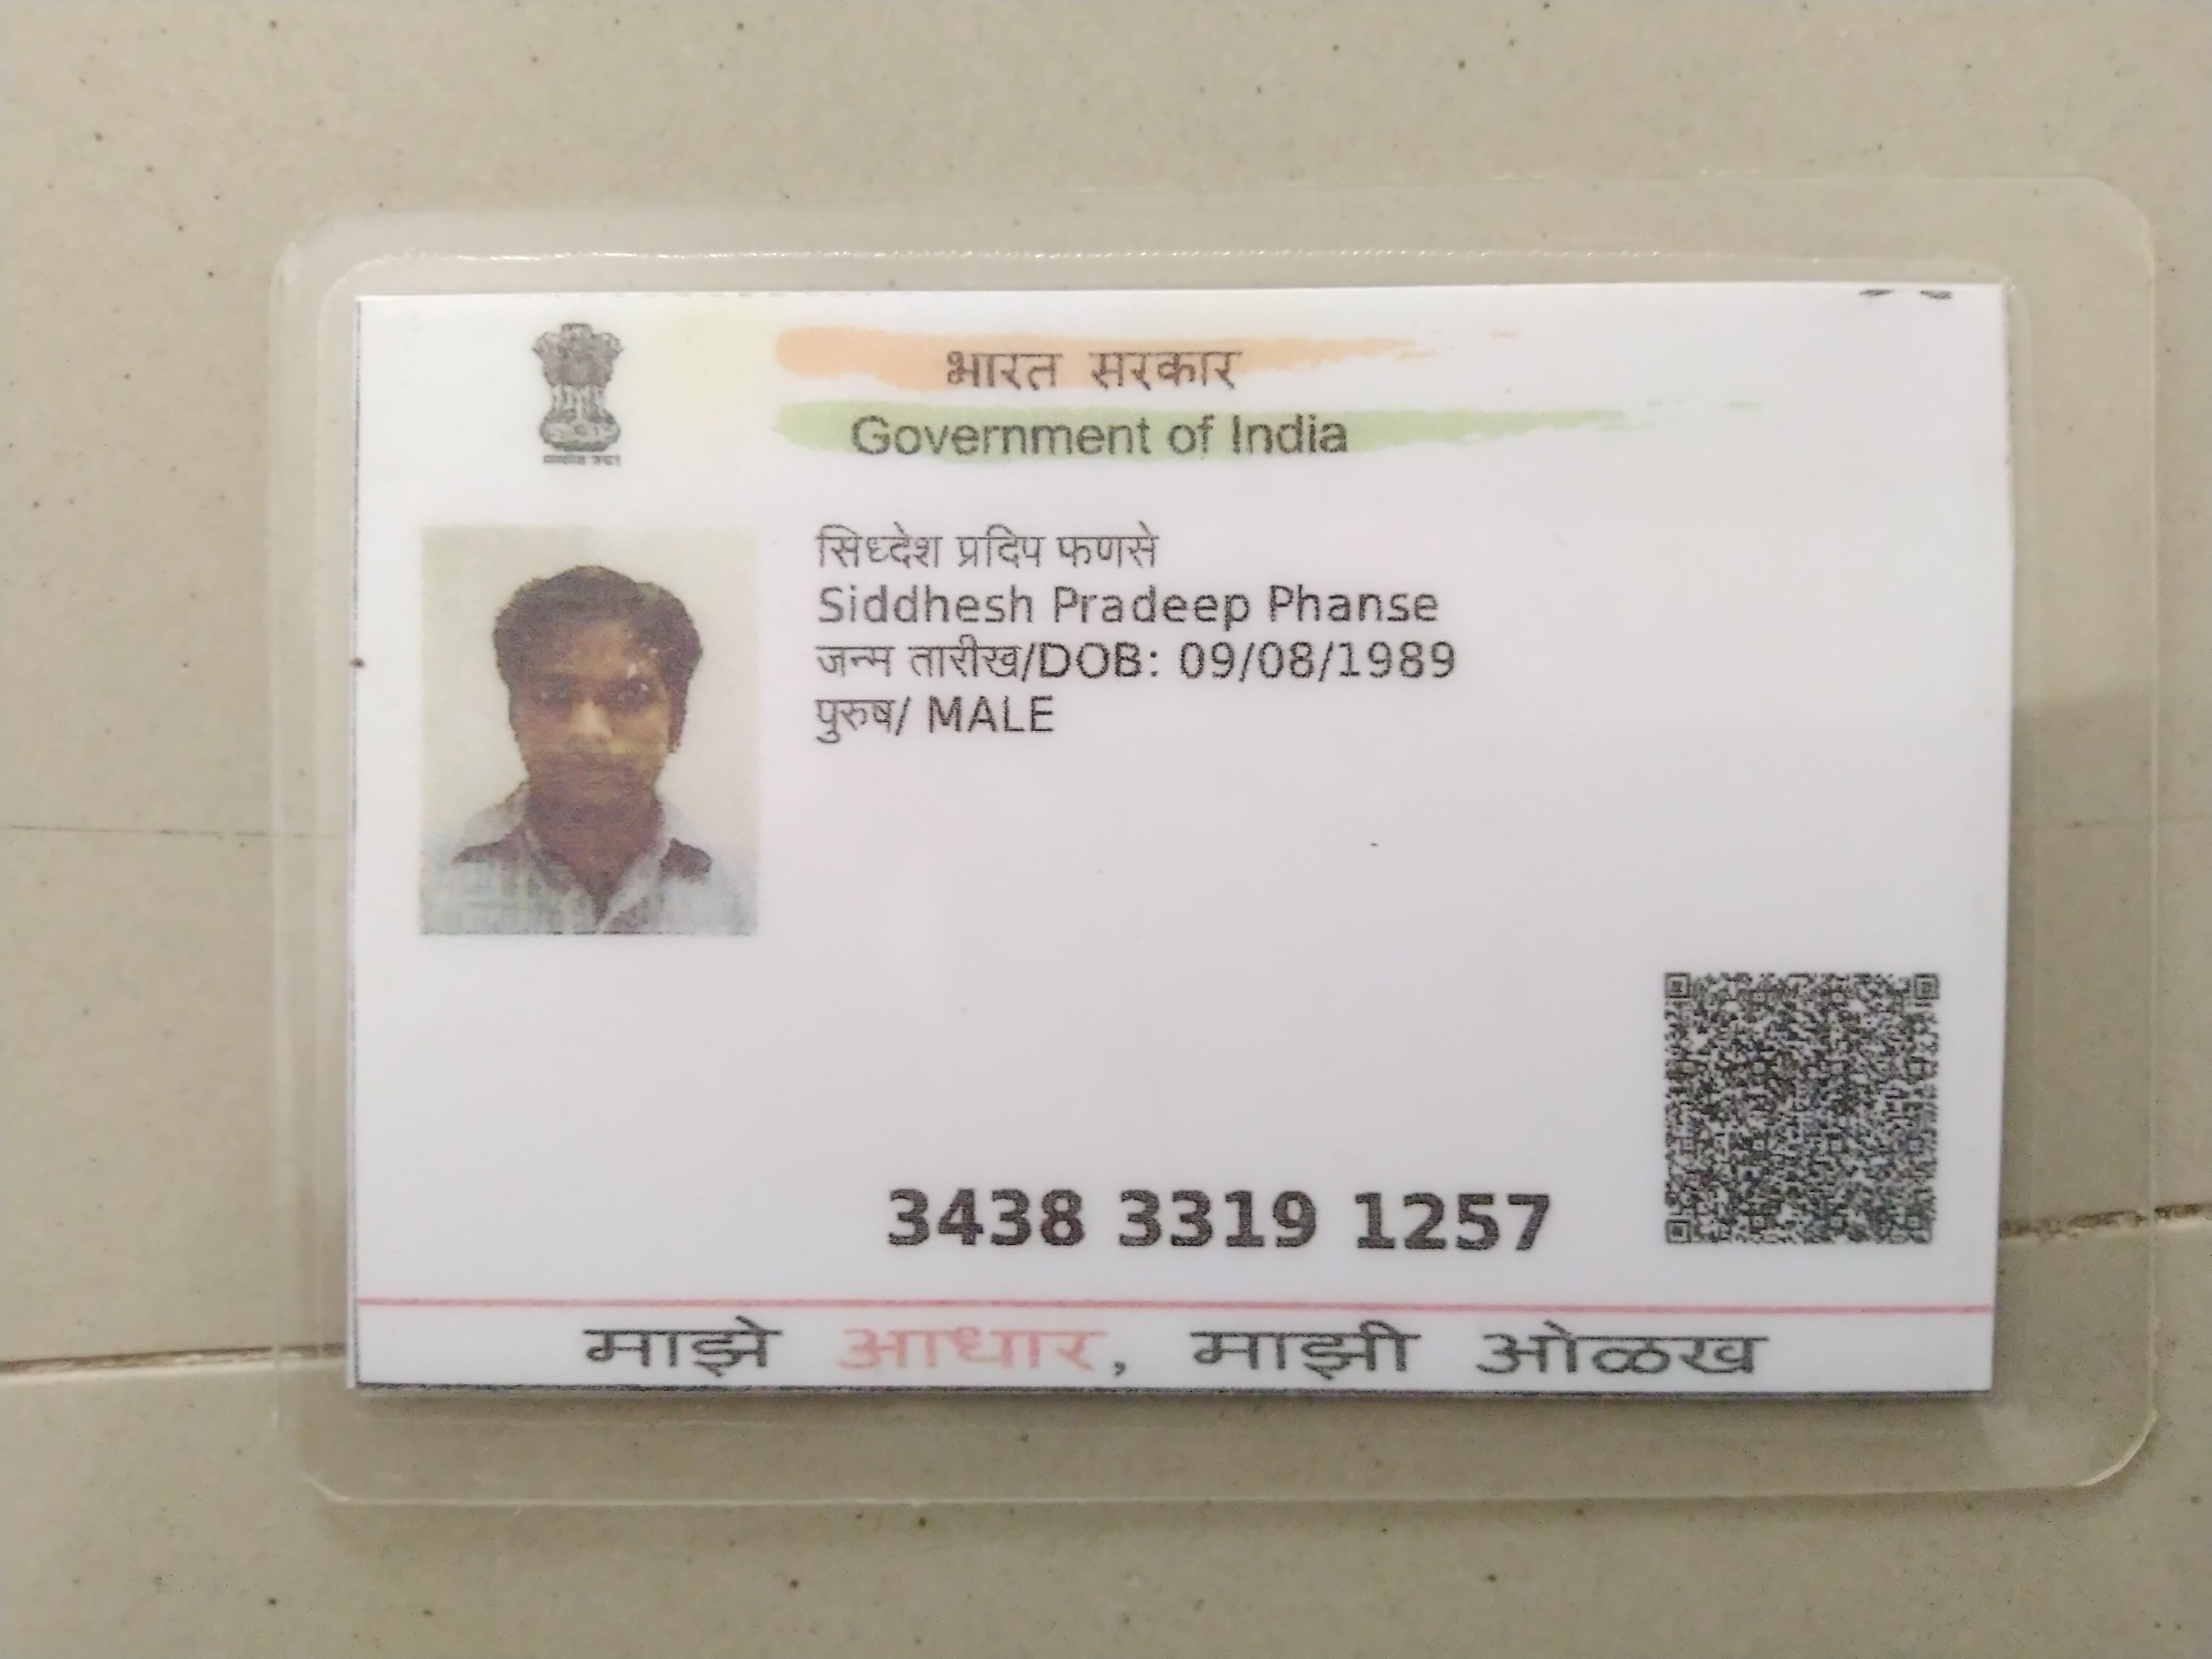 भारत सरकार
Government of India
सिध्देश प्रदिप फणसे
Siddhesh Pradeep Phanse
जन्म तारीख/DOB: 09/08/1989
पुरुष/ MALE
3438 3319 1257
माझे आधार, माझी ओळख